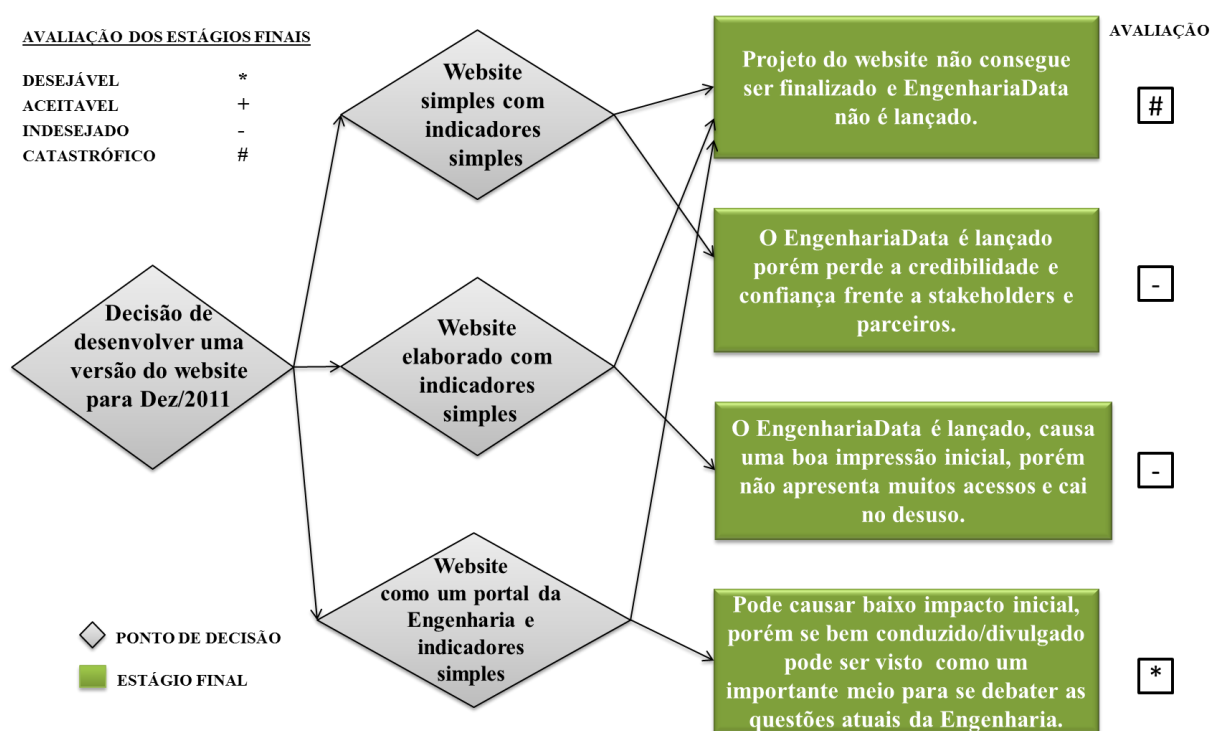 AVALIAÇÃO DOS ESTÁGIOS FINAIS
DESEJÁVEL *
ACEITAVEL +
INDESEJADO -
CATASTRÓFICO #
Decisão de
desenvolver uma
versão do website
para Dez/2011
Website
simples com
indicadores
simples
Website
elaborado com
indicadores
simples
Website
como um portal da
Engenharia e
indicadores
simples
AVALIAÇÃO
Projeto do website não consegue
ser finalizado e EngenhariaData
não é lançado.
#
O EngenhariaData é lançado
porém perde a credibilidade e
confiança frente a stakeholders e
parceiros.
-
O EngenhariaData é lançado, causa
uma boa impressão inicial, porém
não apresenta muitos acessos e cai
no desuso.
-
Pode causar baixo impacto inicial,
porém se bem conduzido/divulgado
pode ser visto como um
importante meio para se debater as
questões atuais da Engenharia.
*
PONTO DE DECISÃO
ESTÁGIO FINAL